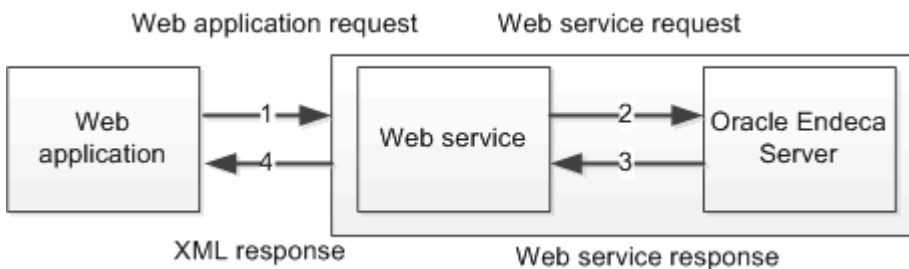 Web application request
Web service request
Web
application
1
4
Web service
2
3
Oracle Endeca
Server
XML response
Web service response